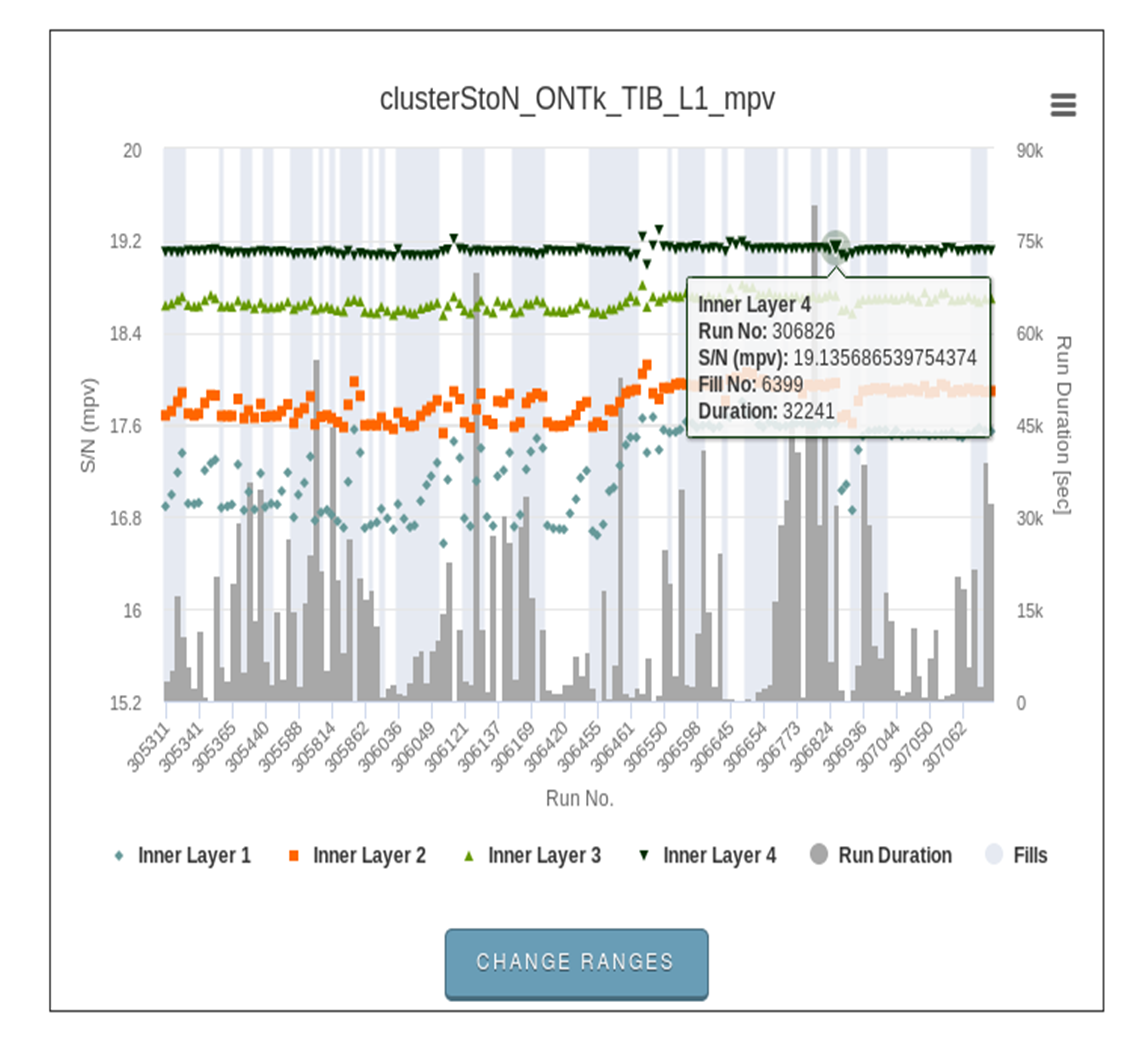 clusterStoN_ONTk_TIB_L1_mpv
20
19.2
18.4
17.6
16.8
16
15.2
S/N (mpv)
90k
75k
60k
45k
30k
15k
0
Run Duration [sec]
Inner Layer 4
Run No: 306826
S/N (mpv): 19.135686539754374
Fill No: 6399
Duration: 32241
305311
305341
305365
305440
305588
305814
305862
306036
306049
306121
306137
306169
306420
306455
306461
306550
306598
306645
306654
306773
306824
306936
307044
307050
307062
Run No.
Inner Layer 1 Inner Layer 2 Inner Layer 3 Inner Layer 4 Run Duration Fills
CHANGE RANGES